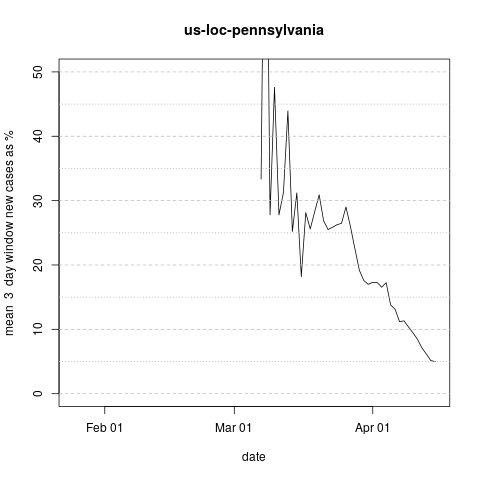 us-loc-pennsylvania
mean  3  day window new cases as %
50
40
30
20
10
0
Feb 01
Mar 01
Apr 01
date